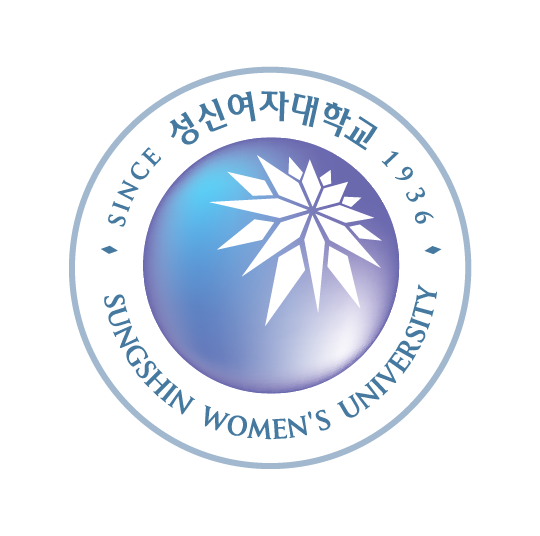 성신여자대학교
SINCE 1936
SUNGSHIN WOMEN'S UNIVERSITY